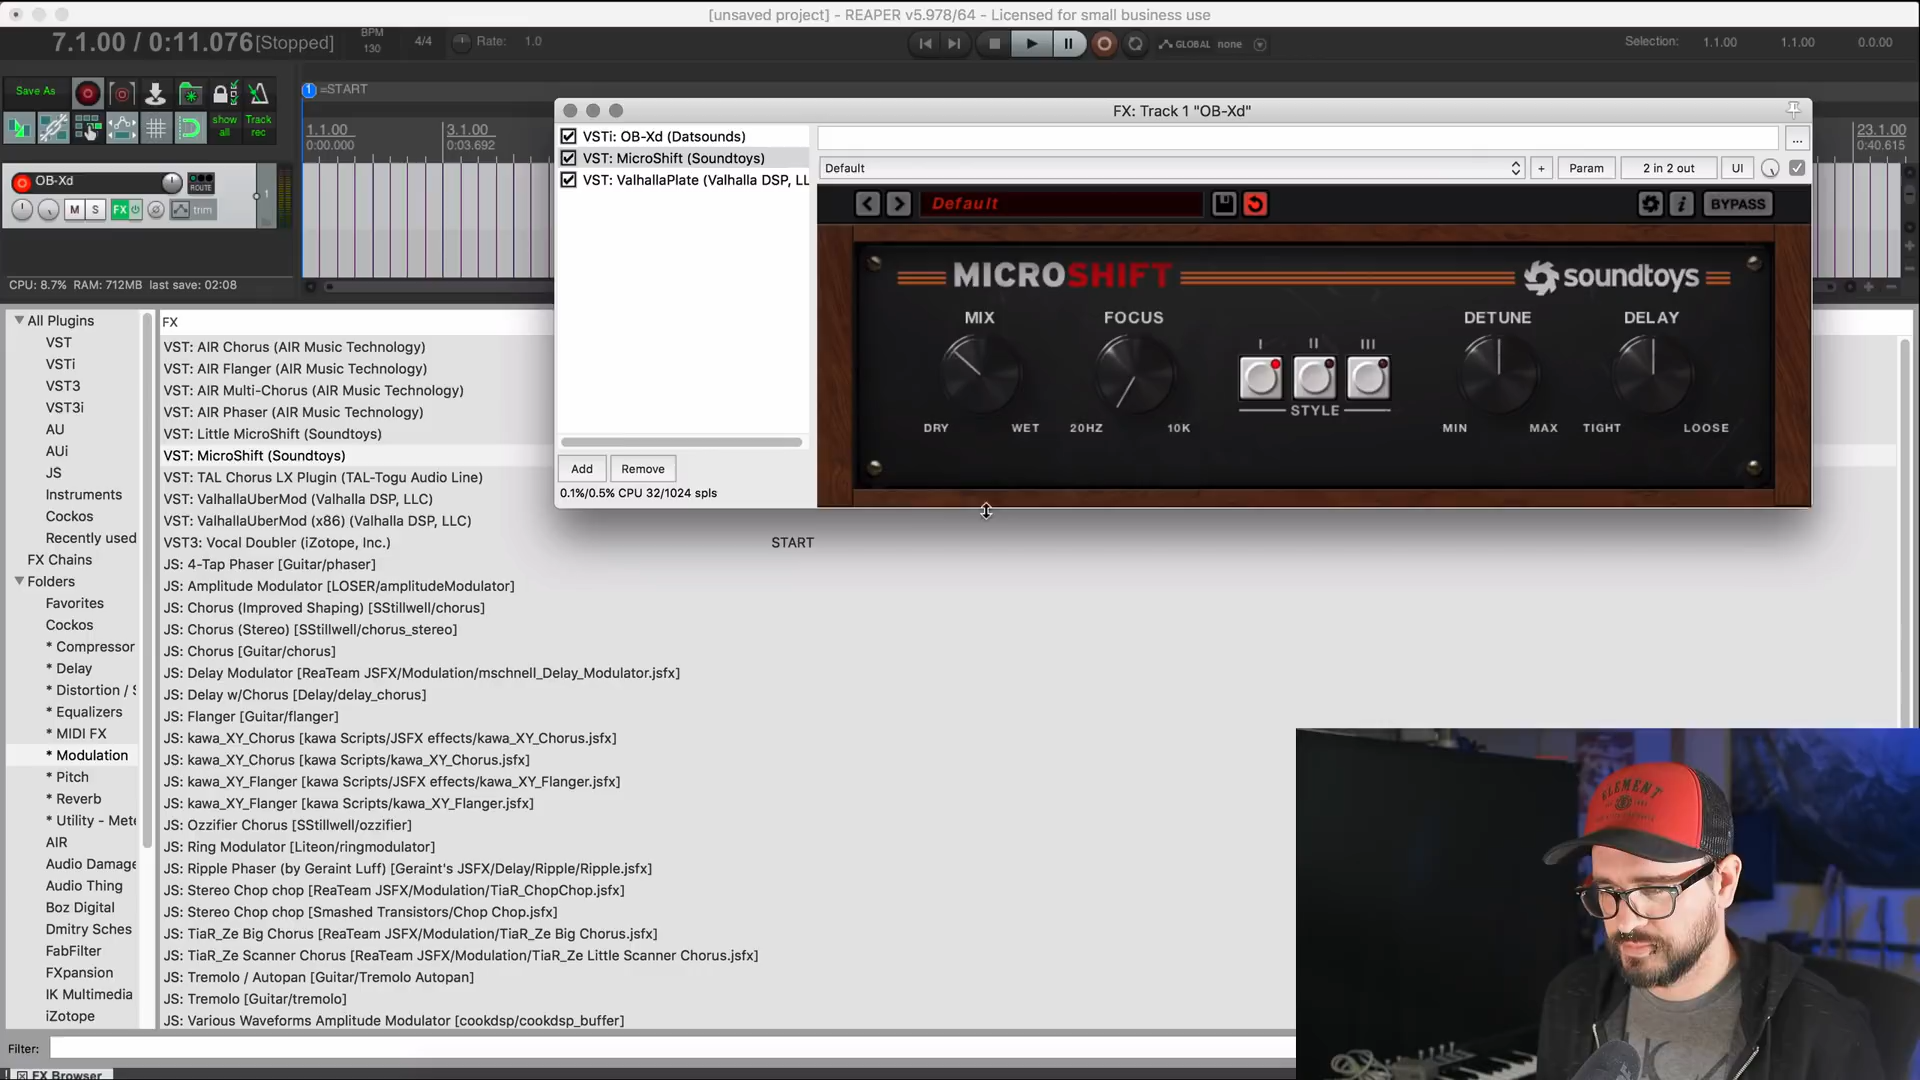 [unsaved project] - REAPER v5.978/64 - Licensed for small business use
7.1.00 / 0:11.076 [Stopped]
BPM
130
4/4
Rate: 1.0
GLOBAL none
Selection: 1.1.00 1.1.00 0.0.00
Save As
show all
Track rec
1 =START
1.1.00
0:00.000
3.1.00
0:03.692
23.1.00
0:40.615
OB-Xd
ROUTE
M S FX trim
1
CPU: 8.7% RAM: 712MB last save: 02:08
FX: Track 1 "OB-Xd"
VSTi: OB-Xd (Datsounds)
VST: MicroShift (Soundtoys)
VST: ValhallaPlate (Valhalla DSP, LL
Add
Remove
0.1%/0.5% CPU 32/1024 spls
...
Default
+
Param
2 in 2 out
UI
Default
BYPASS
MICROSHIFT
soundtoys
MIX
FOCUS
I II III
DETUNE
DELAY
STYLE
DRY WET
20HZ 10K
MIN MAX
TIGHT LOOSE
START
All Plugins
VST
VSTi
VST3
VST3i
AU
AUi
JS
Instruments
Cockos
Recently used
FX Chains
Folders
Favorites
Cockos
* Compressor
* Delay
* Distortion / S
* Equalizers
* MIDI FX
* Modulation
* Pitch
* Reverb
* Utility - Mete
AIR
Audio Damage
Audio Thing
Boz Digital
Dmitry Sches
FabFilter
FXpansion
IK Multimedia
iZotope
FX
VST: AIR Chorus (AIR Music Technology)
VST: AIR Flanger (AIR Music Technology)
VST: AIR Multi-Chorus (AIR Music Technology)
VST: AIR Phaser (AIR Music Technology)
VST: Little MicroShift (Soundtoys)
VST: MicroShift (Soundtoys)
VST: TAL Chorus LX Plugin (TAL-Togu Audio Line)
VST: ValhallaUberMod (Valhalla DSP, LLC)
VST: ValhallaUberMod (x86) (Valhalla DSP, LLC)
VST3: Vocal Doubler (iZotope, Inc.)
JS: 4-Tap Phaser [Guitar/phaser]
JS: Amplitude Modulator [LOSER/amplitudeModulator]
JS: Chorus (Improved Shaping) [SStillwell/chorus]
JS: Chorus (Stereo) [SStillwell/chorus_stereo]
JS: Chorus [Guitar/chorus]
JS: Delay Modulator [ReaTeam JSFX/Modulation/mschnell_Delay_Modulator.jsfx]
JS: Delay w/Chorus [Delay/delay_chorus]
JS: Flanger [Guitar/flanger]
JS: kawa_XY_Chorus [kawa Scripts/JSFX effects/kawa_XY_Chorus.jsfx]
JS: kawa_XY_Chorus [kawa Scripts/kawa_XY_Chorus.jsfx]
JS: kawa_XY_Flanger [kawa Scripts/JSFX effects/kawa_XY_Flanger.jsfx]
JS: kawa_XY_Flanger [kawa Scripts/kawa_XY_Flanger.jsfx]
JS: Ozzifier Chorus [SStillwell/ozzifier]
JS: Ring Modulator [Liteon/ringmodulator]
JS: Ripple Phaser (by Geraint Luff) [Geraint's JSFX/Delay/Ripple/Ripple.jsfx]
JS: Stereo Chop chop [ReaTeam JSFX/Modulation/TiaR_ChopChop.jsfx]
JS: Stereo Chop chop [Smashed Transistors/Chop Chop.jsfx]
JS: TiaR_Ze Big Chorus [ReaTeam JSFX/Modulation/TiaR_Ze Big Chorus.jsfx]
JS: TiaR_Ze Scanner Chorus [ReaTeam JSFX/Modulation/TiaR_Ze Little Scanner Chorus.jsfx]
JS: Tremolo / Autopan [Guitar/Tremolo Autopan]
JS: Tremolo [Guitar/tremolo]
JS: Various Waveforms Amplitude Modulator [cookdsp/cookdsp_buffer]
Filter:
FX Browser
ELEMENT